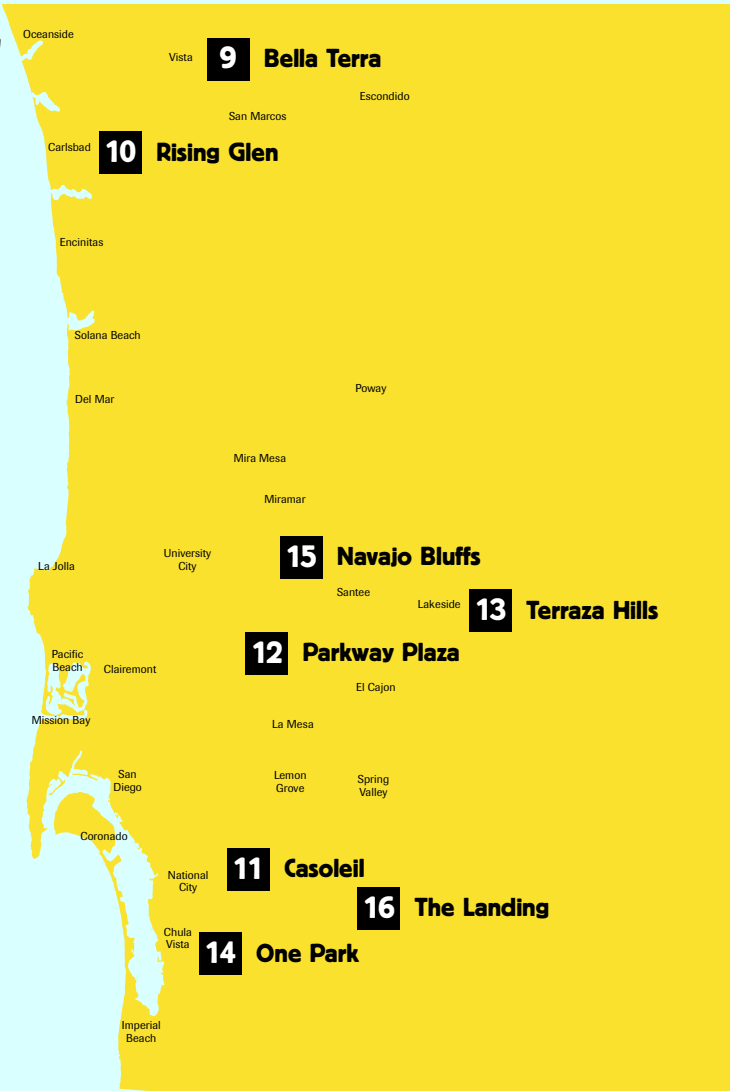 Oceanside
Vista
9 Bella Terra
Escondido
San Marcos
Carlsbad
10 Rising Glen
Encinitas
Solana Beach
Poway
Del Mar
Mira Mesa
Miramar
University
City
15 Navajo Bluffs
La Jolla
Santee
Lakeside
13 Terraza Hills
12 Parkway Plaza
Pacific
Beach
Clairemont
El Cajon
Mission Bay
La Mesa
San
Diego
Lemon
Grove
Spring
Valley
Coronado
11 Casoleil
National
City
16 The Landing
Chula
Vista
14 One Park
Imperial
Beach